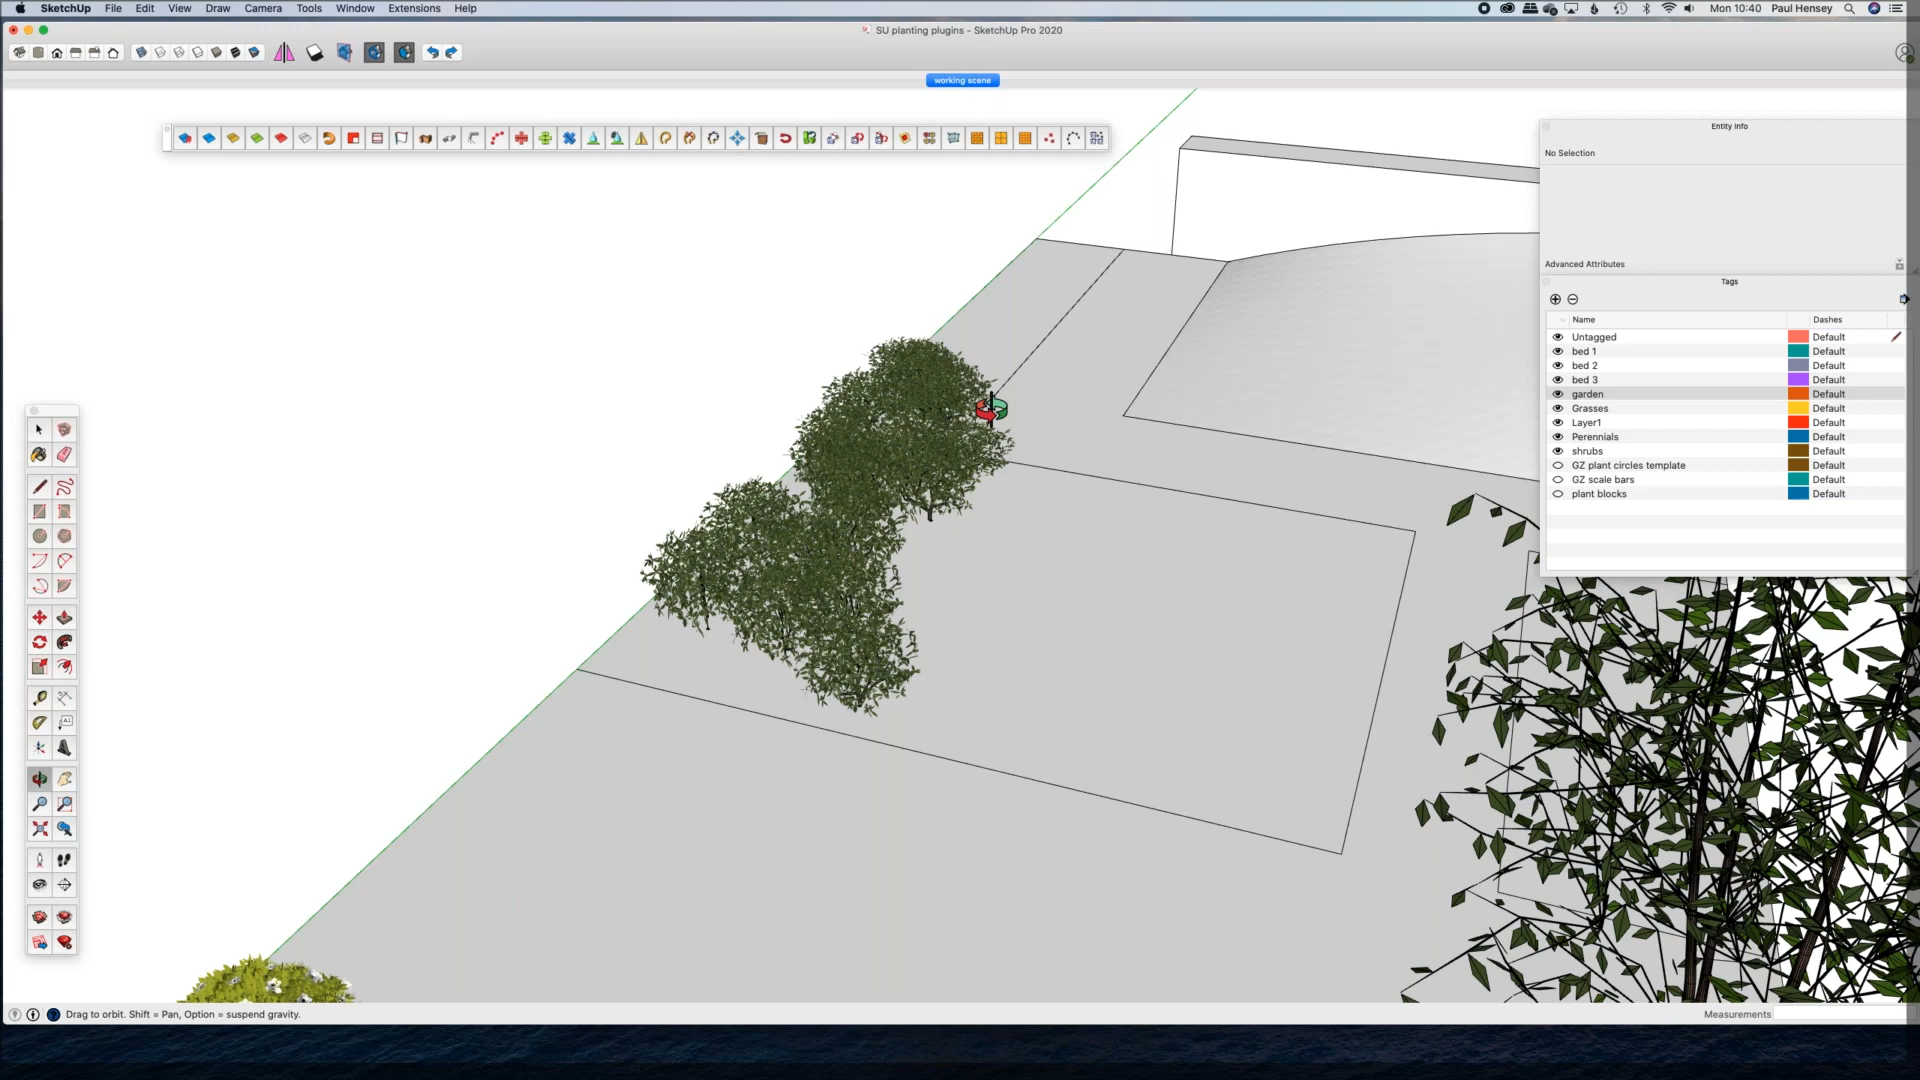 SketchUp File Edit View Draw Camera Tools Window Extensions Help Mon 10:40 Paul Hensey
SU planting plugins - SketchUp Pro 2020
working scene
Entity Info
No Selection
Advanced Attributes
Tags
Name Dashes
Untagged Default
bed 1 Default
bed 2 Default
bed 3 Default
garden Default
Grasses Default
Layer1 Default
Perennials Default
shrubs Default
GZ plant circles template Default
GZ scale bars Default
plant blocks Default
Drag to orbit. Shift = Pan, Option = suspend gravity. Measurements